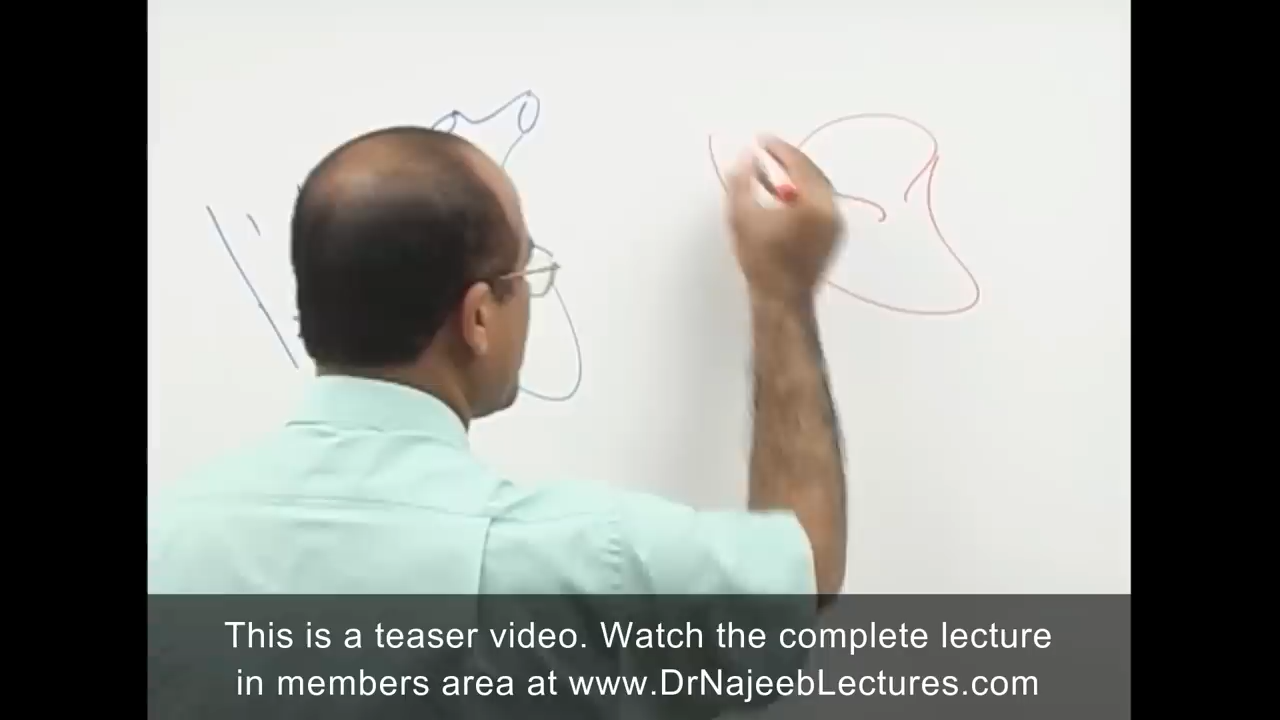 This is a teaser video. Watch the complete lecture
in members area at www.DrNajeebLectures.com